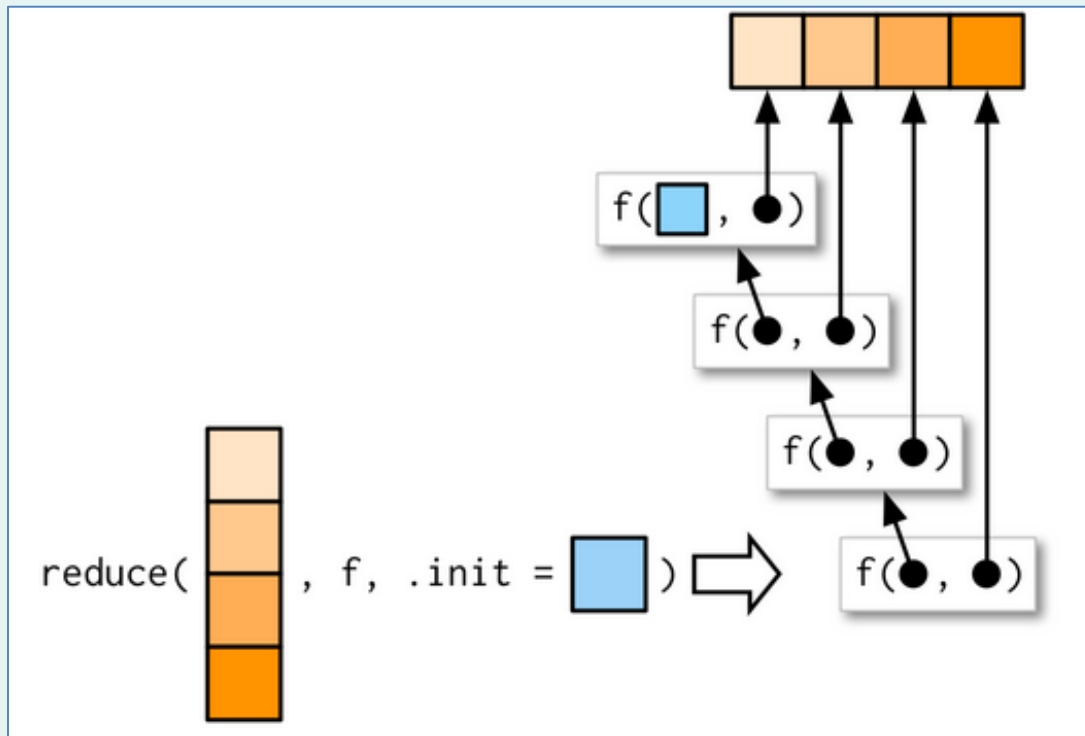 f( , )
f( , )
f( , )
reduce( , f, .init = )
f( , )